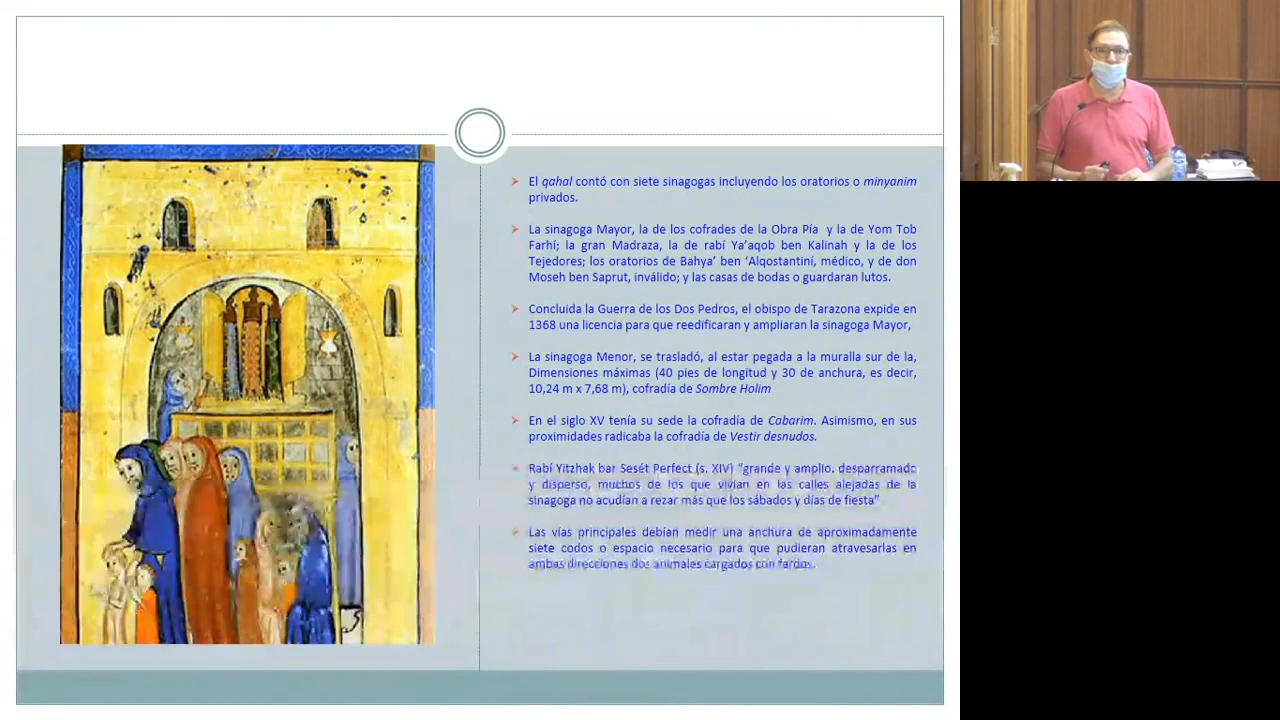 El qahal contó con siete sinagogas incluyendo los oratorios o minyanim
privados.
La sinagoga Mayor, la de los cofrades de la Obra Pía y la de Yom Tob
Farhí; la gran Madraza, la de rabí Ya'aqob ben Kalinah y la de los
Tejedores; los oratorios de Bahya' ben 'Alqostantiní, médico, y de don
Moseh ben Saprut, inválido; y las casas de bodas o guardaran lutos.
Concluida la Guerra de los Dos Pedros, el obispo de Tarazona expide en
1368 una licencia para que reedificaran y ampliaran la sinagoga Mayor,
La sinagoga Menor, se trasladó, al estar pegada a la muralla sur de la,
Dimensiones máximas (40 pies de longitud y 30 de anchura, es decir,
10,24 m x 7,68 m), cofradía de Sombre Holim
En el siglo XV tenía su sede la cofradía de Cabarim. Asimismo, en sus
proximidades radicaba la cofradía de Vestir desnudos.
Rabí Yitzhak bar Sesét Perfect (s. XIV) "grande y amplio. desparramado
y disperso, muchos de los que vivían en las calles alejadas de la
sinagoga no acudían a rezar más que los sábados y días de fiesta"
Las vías principales debían medir una anchura de aproximadamente
siete codos o espacio necesario para que pudieran atravesarlas en
ambas direcciones dos animales cargados con fardos.